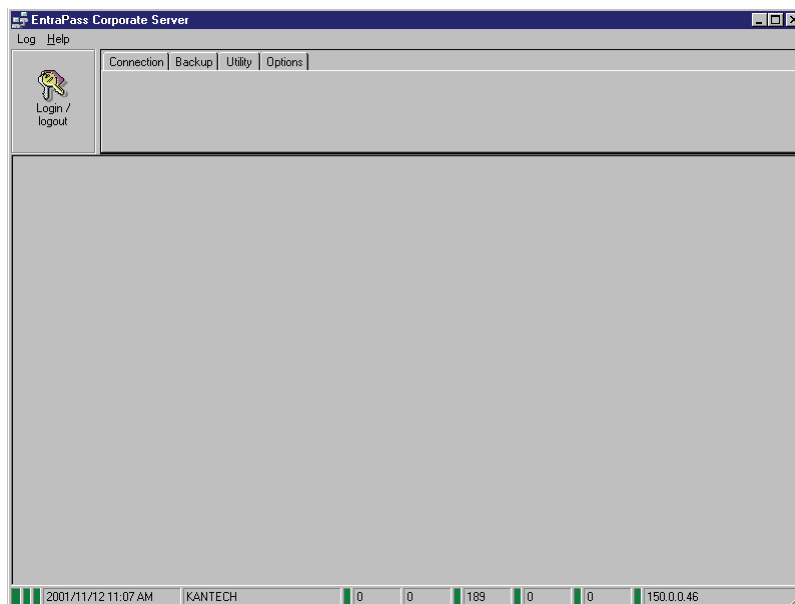 EntraPass Corporate Server
Log Help
Connection Backup Utility Options
Login /
logout
2001/11/12 11:07 AM KANTECH 0 0 189 0 0 150.0.0.46